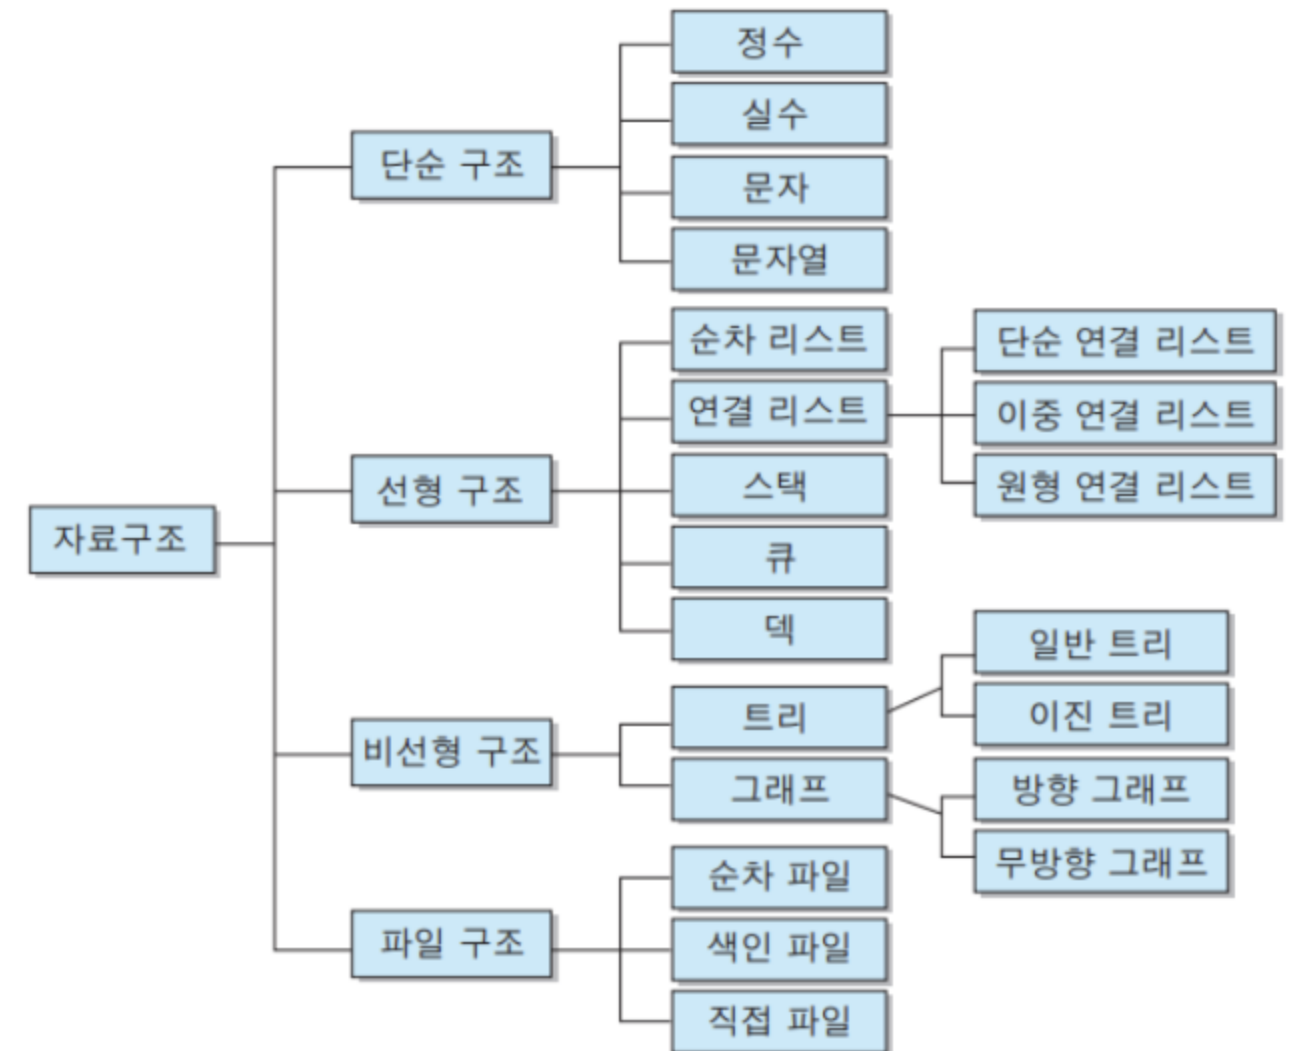 자료구조
단순 구조
정수
실수
문자
문자열
선형 구조
순차 리스트
연결 리스트
단순 연결 리스트
이중 연결 리스트
원형 연결 리스트
스택
큐
덱
비선형 구조
트리
일반 트리
이진 트리
그래프
방향 그래프
무방향 그래프
파일 구조
순차 파일
색인 파일
직접 파일